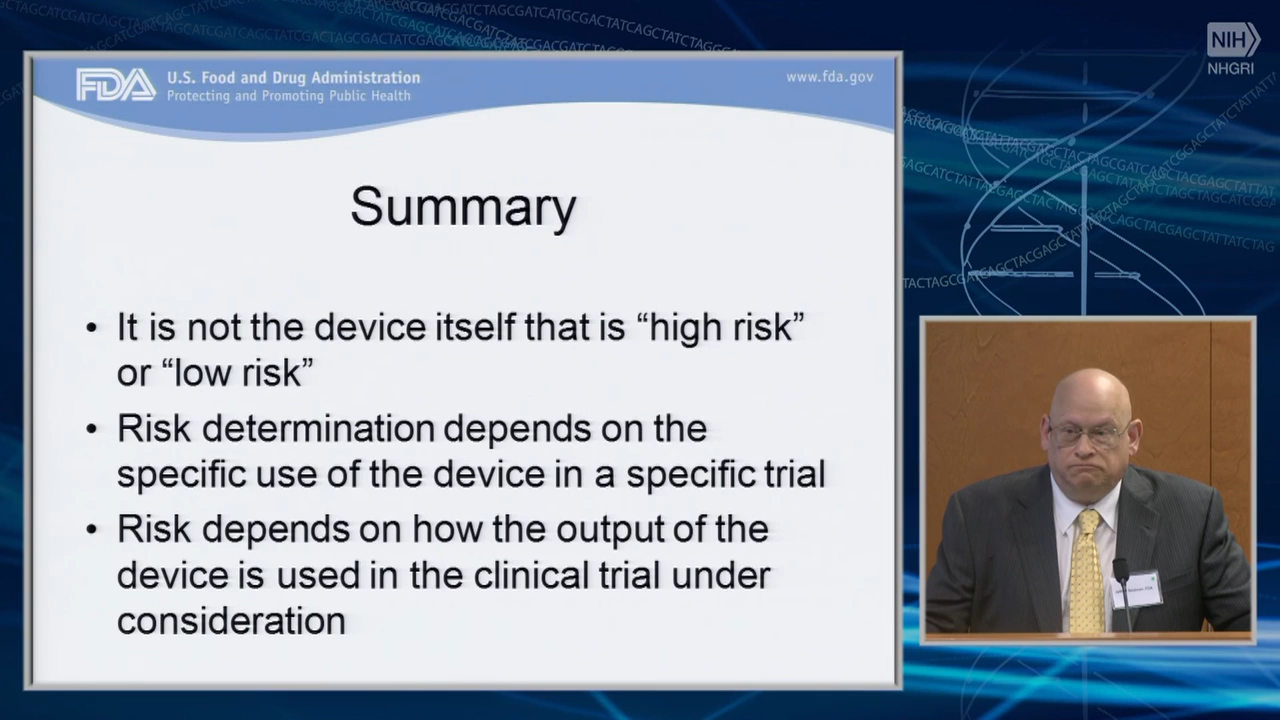 NIH
NHGRI
FDA U.S. Food and Drug Administration
Protecting and Promoting Public Health
www.fda.gov
Summary
• It is not the device itself that is “high risk”
or “low risk”
• Risk determination depends on the
specific use of the device in a specific trial
• Risk depends on how the output of the
device is used in the clinical trial under
consideration